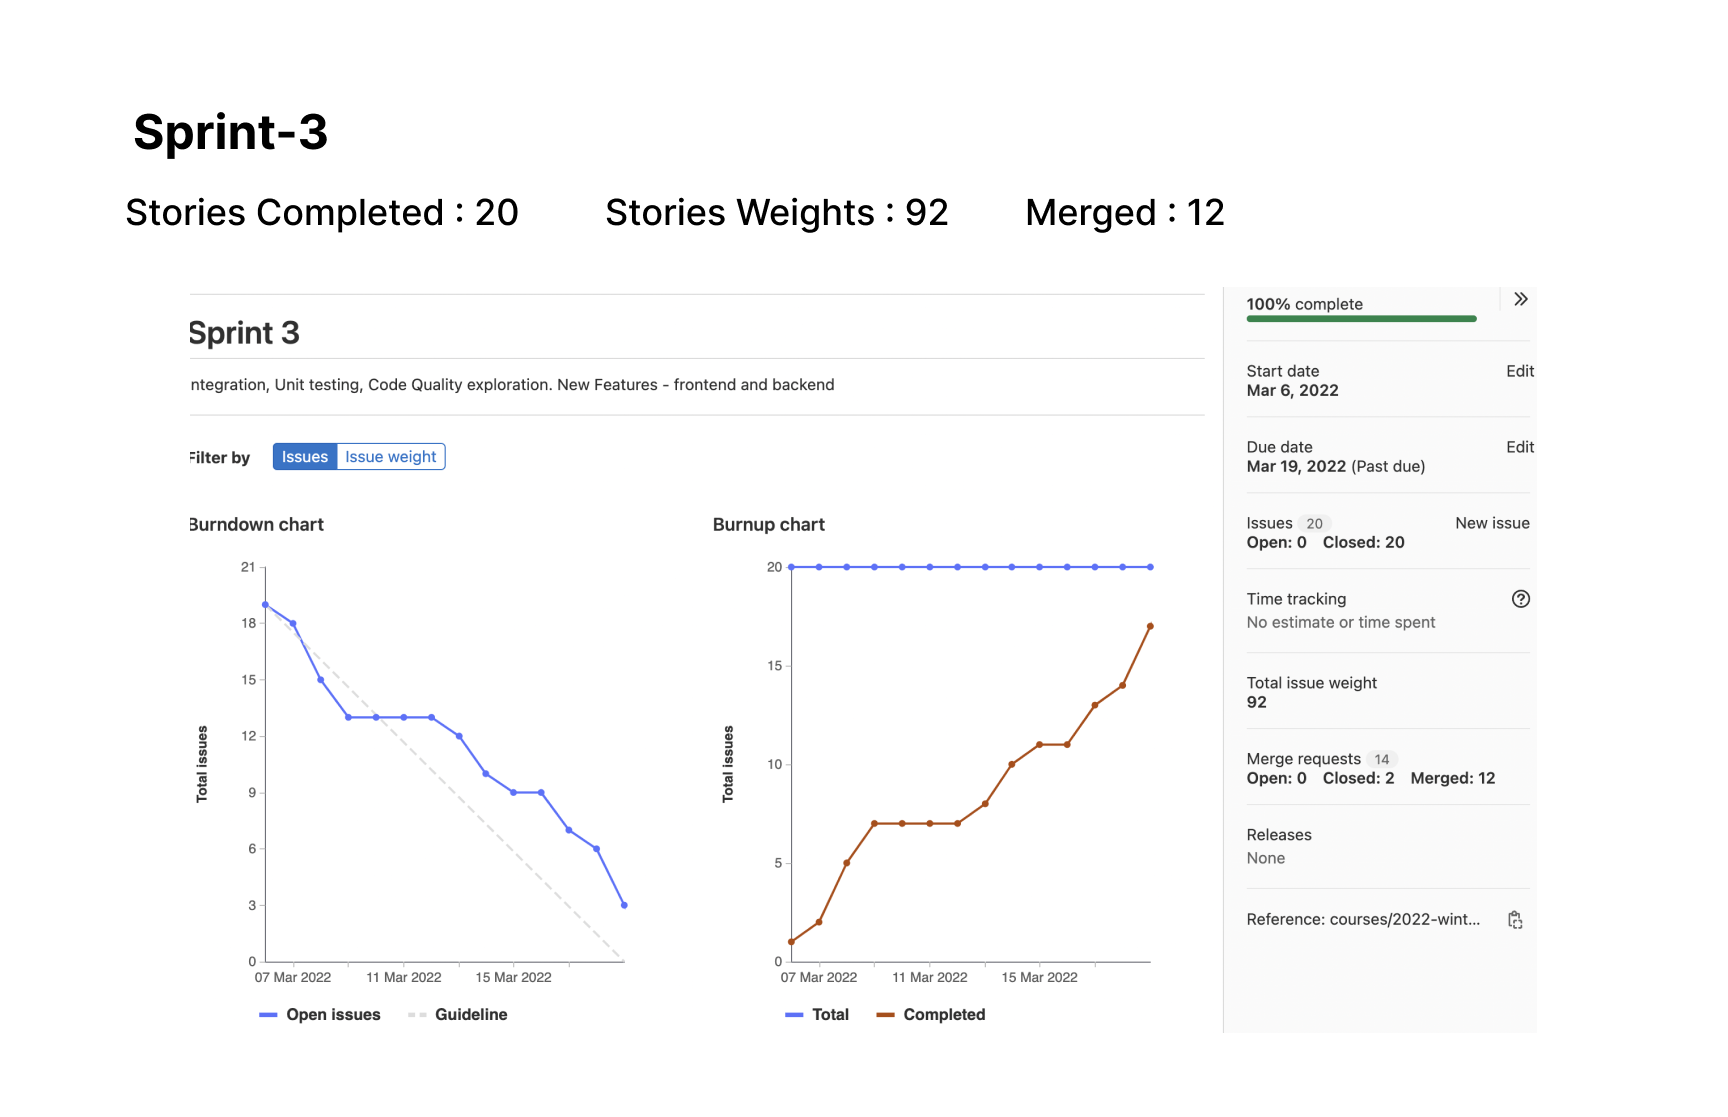 Sprint-3
Stories Completed : 20 Stories Weights : 92 Merged : 12
Sprint 3
ntegration, Unit testing, Code Quality exploration. New Features - frontend and backend
Filter by Issues Issue weight
Burndown chart
21
18
15
12
9
6
3
0
Total issues
07 Mar 2022 11 Mar 2022 15 Mar 2022
Open issues Guideline
Burnup chart
20
15
10
5
0
Total issues
07 Mar 2022 11 Mar 2022 15 Mar 2022
Total Completed
100% complete
Start date Edit
Mar 6, 2022
Due date Edit
Mar 19, 2022 (Past due)
Issues 20 New issue
Open: 0 Closed: 20
Time tracking
No estimate or time spent
Total issue weight
92
Merge requests 14
Open: 0 Closed: 2 Merged: 12
Releases
None
Reference: courses/2022-wint...